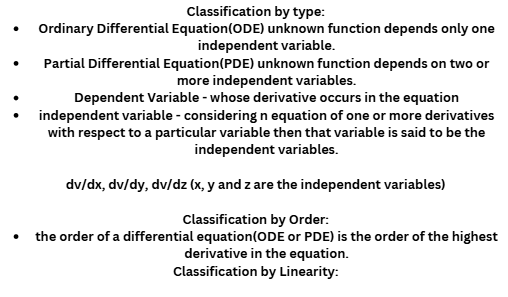 Classification by type:
• Ordinary Differential Equation(ODE) unknown function depends only one
independent variable.
• Partial Differential Equation(PDE) unknown function depends on two or
more independent variables.
• Dependent Variable - whose derivative occurs in the equation
• independent variable - considering n equation of one or more derivatives
with respect to a particular variable then that variable is said to be the
independent variables.
dv/dx, dv/dy, dv/dz (x, y and z are the independent variables)
Classification by Order:
• the order of a differential equation(ODE or PDE) is the order of the highest
derivative in the equation.
Classification by Linearity: